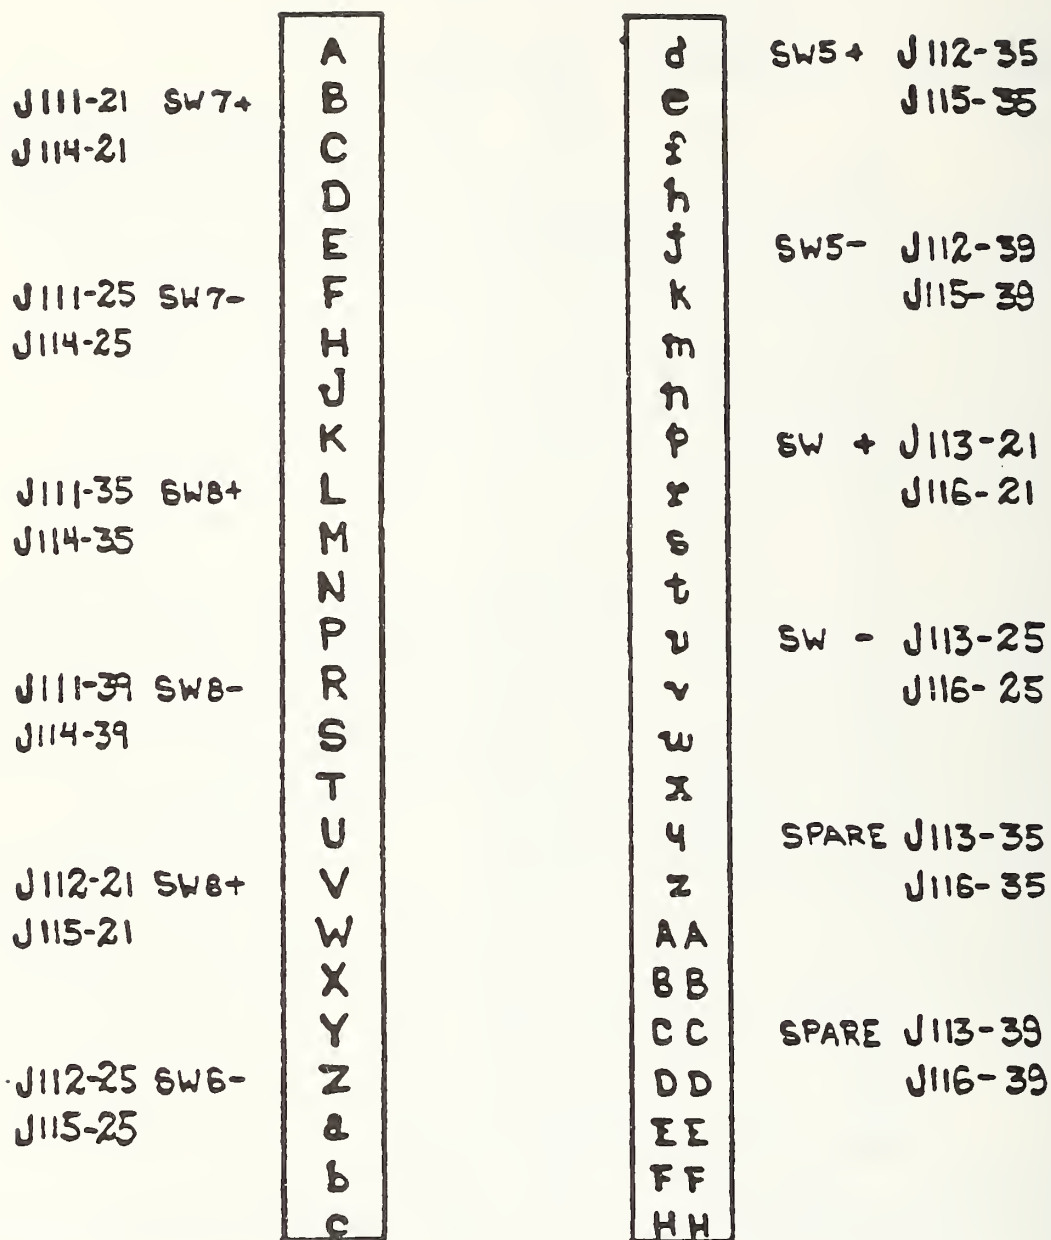 A
J111-21 SW7+ B
J114-21 C
D
E
J111-25 SW7- F
J114-25 H
J
K
J111-35 SW8+ L
J114-35 M
N
P
J111-39 SW8- R
J114-39 S
T
U
J112-21 SW8+ V
J115-21 W
X
Y
J112-25 SW6- Z
J115-25 a
b
c
d SW5+ J112-35
e J115-35
f
h
j SW5- J112-39
k J115-39
m
n
p SW + J113-21
r J116-21
s
t
u SW - J113-25
v J116-25
w
x
y SPARE J113-35
z J116-35
AA
BB
CC SPARE J113-39
DD J116-39
EE
FF
HH